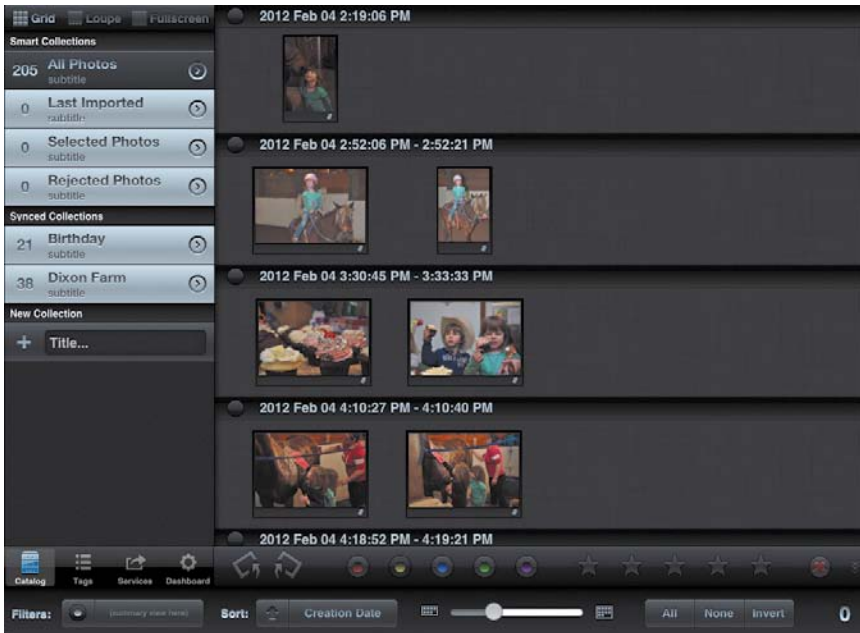 Grid Loupe Fullscreen
Smart Collections
205 All Photos
subtitle
0 Last Imported
subtitle
0 Selected Photos
subtitle
0 Rejected Photos
subtitle
Synced Collections
21 Birthday
subtitle
38 Dixon Farm
subtitle
New Collection
+ Title...
2012 Feb 04 2:19:06 PM
2012 Feb 04 2:52:06 PM - 2:52:21 PM
2012 Feb 04 3:30:45 PM - 3:33:33 PM
2012 Feb 04 4:10:27 PM - 4:10:40 PM
2012 Feb 04 4:18:52 PM - 4:19:21 PM
Catalog Tags Services Dashboard
Filters: (summary view here) Sort: Creation Date All None Invert 0